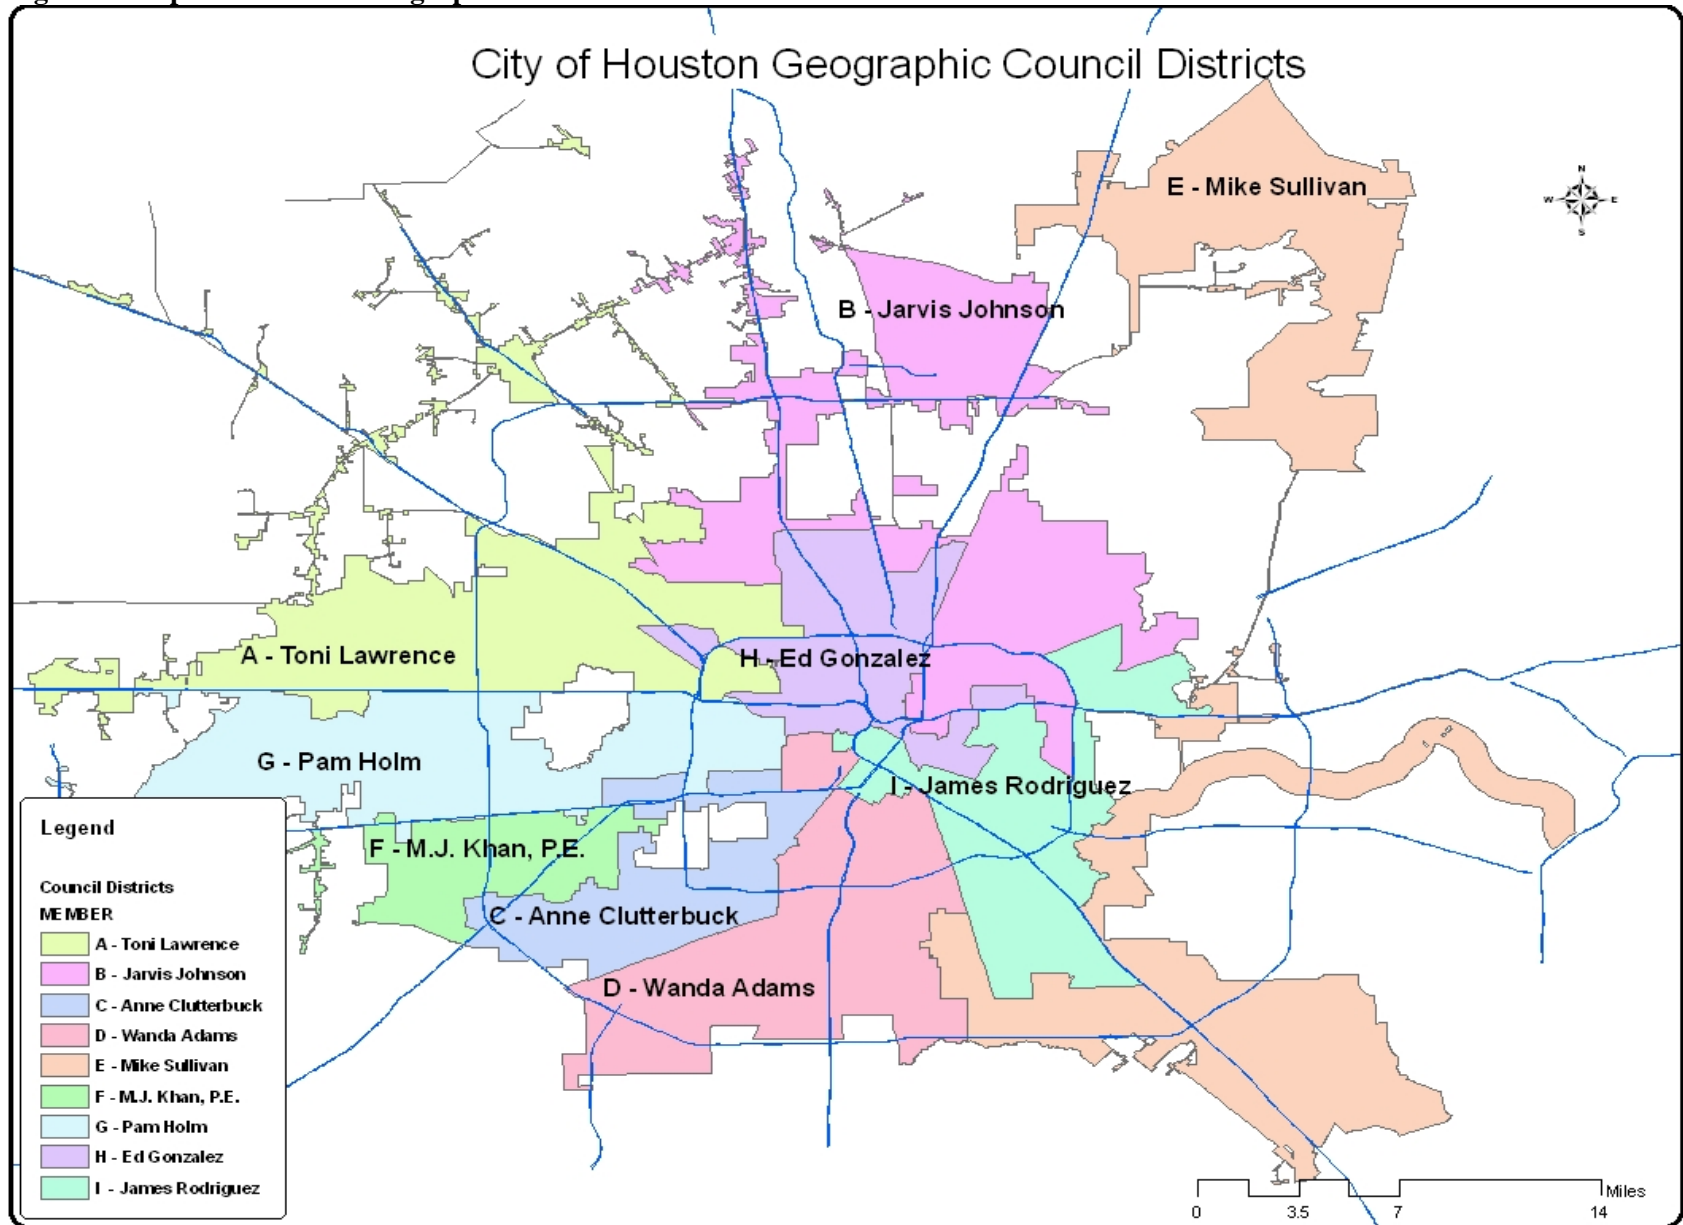 City of Houston Geographic Council Districts
E - Mike Sullivan
N
W
E
S
B - Jarvis Johnson
A - Toni Lawrence
H - Ed Gonzalez
G - Pam Holm
I - James Rodriguez
F - M.J. Khan, P.E.
C - Anne Clutterbuck
D - Wanda Adams
Legend
Council Districts
MEMBER
A - Toni Lawrence
B - Jarvis Johnson
C - Anne Clutterbuck
D - Wanda Adams
E - Mike Sullivan
F - M.J. Khan, P.E.
G - Pam Holm
H - Ed Gonzalez
I - James Rodriguez
Miles
0 3.5 7 14